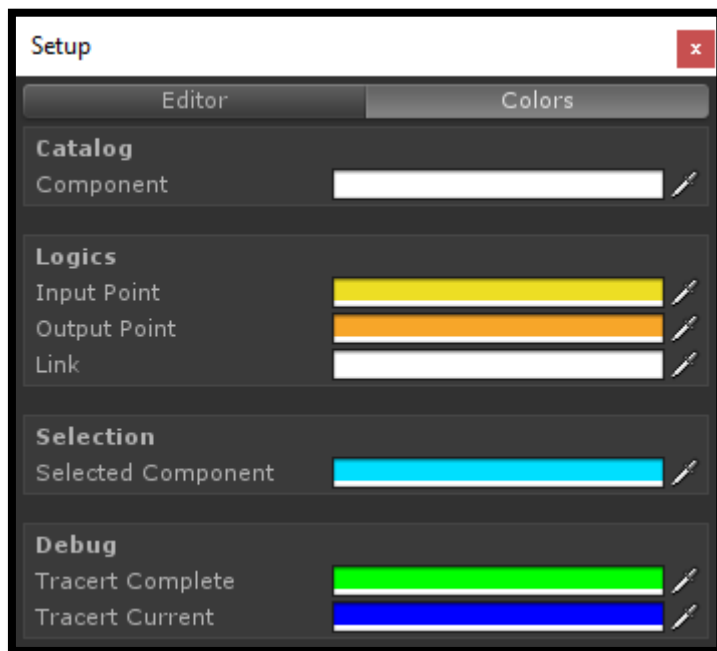 Setup
x
Editor Colors
Catalog
Component
Logics
Input Point
Output Point
Link
Selection
Selected Component
Debug
Tracert Complete
Tracert Current